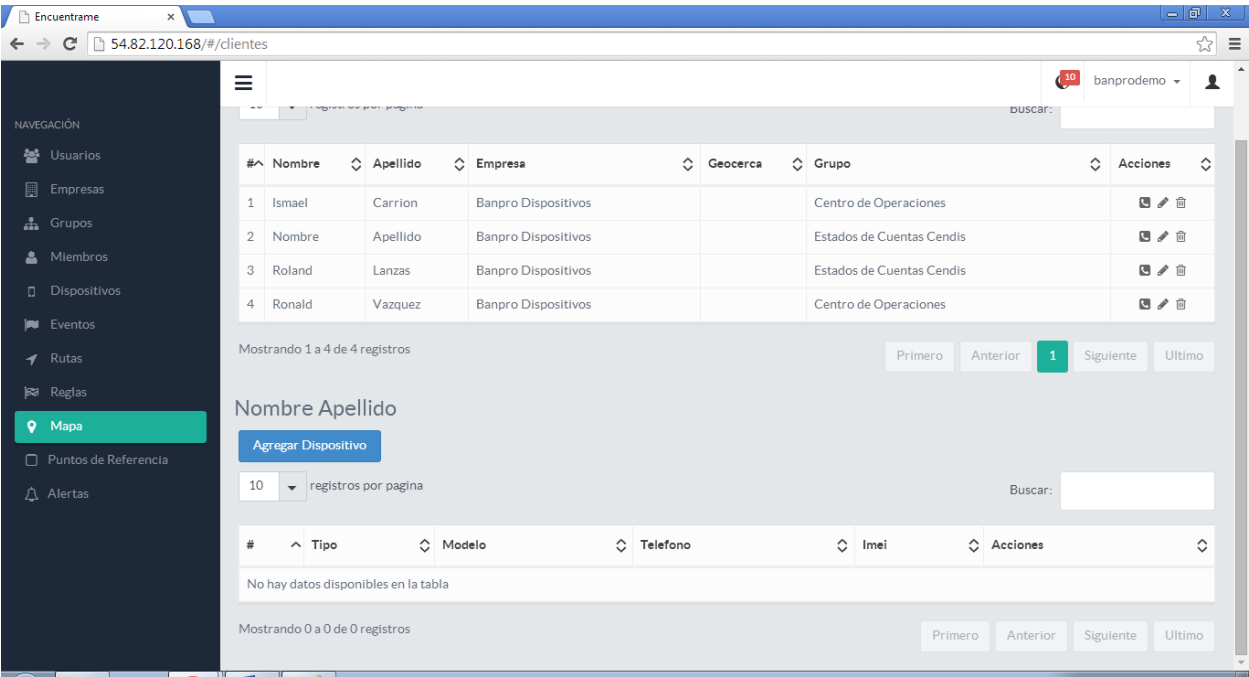 Encuentrame
54.82.120.168/#/clientes
10 banprodemo
NAVEGACIÓN
Usuarios
Empresas
Grupos
Miembros
Dispositivos
Eventos
Rutas
Reglas
Mapa
Puntos de Referencia
Alertas
10 registros por pagina Buscar:
# Nombre Apellido Empresa Geocerca Grupo Acciones
1 Ismael Carrion Banpro Dispositivos Centro de Operaciones
2 Nombre Apellido Banpro Dispositivos Estados de Cuentas Cendis
3 Roland Lanzas Banpro Dispositivos Estados de Cuentas Cendis
4 Ronald Vazquez Banpro Dispositivos Centro de Operaciones
Mostrando 1 a 4 de 4 registros Primero Anterior 1 Siguiente Ultimo
Nombre Apellido
Agregar Dispositivo
10 registros por pagina Buscar:
# Tipo Modelo Telefono Imei Acciones
No hay datos disponibles en la tabla
Mostrando 0 a 0 de 0 registros Primero Anterior Siguiente Ultimo